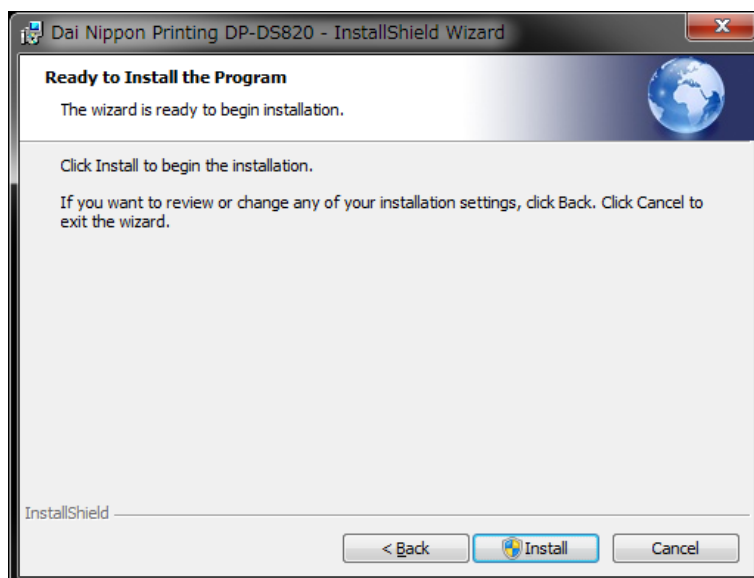 Dai Nippon Printing DP-DS820 - InstallShield Wizard
Ready to Install the Program
The wizard is ready to begin installation.
Click Install to begin the installation.
If you want to review or change any of your installation settings, click Back. Click Cancel to
exit the wizard.
InstallShield
< Back
Install
Cancel